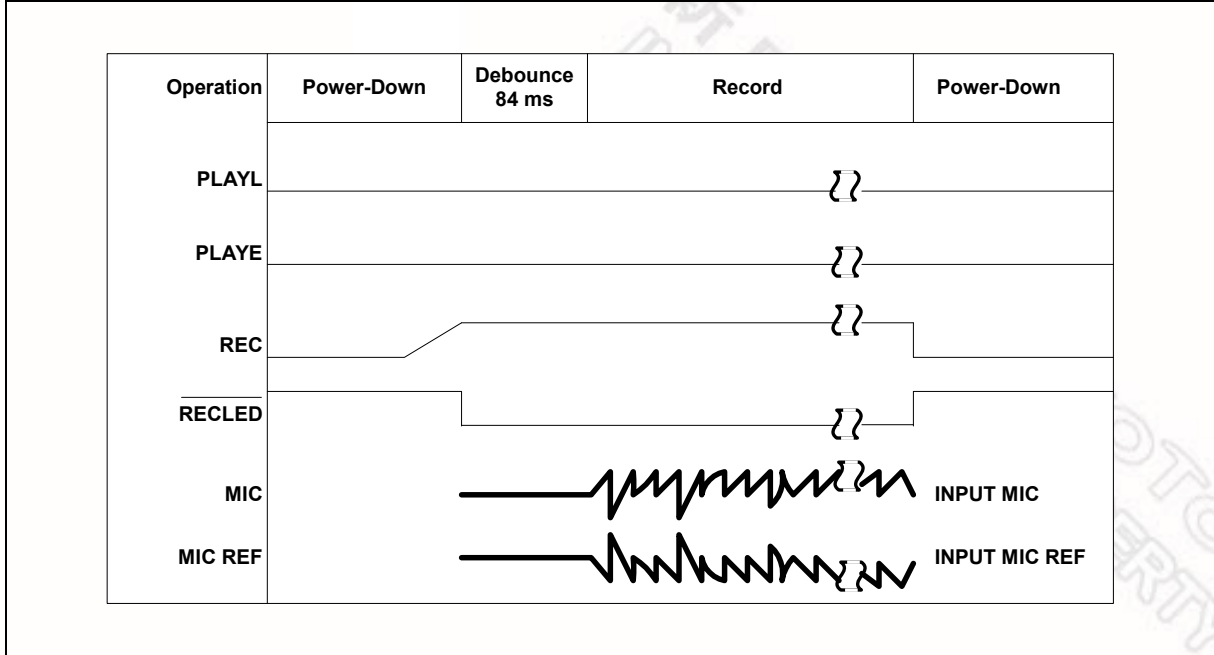 Operation
Power-Down
Debounce
84 ms
Record
Power-Down
PLAYL
PLAYE
REC
RECLED
MIC
INPUT MIC
MIC REF
INPUT MIC REF